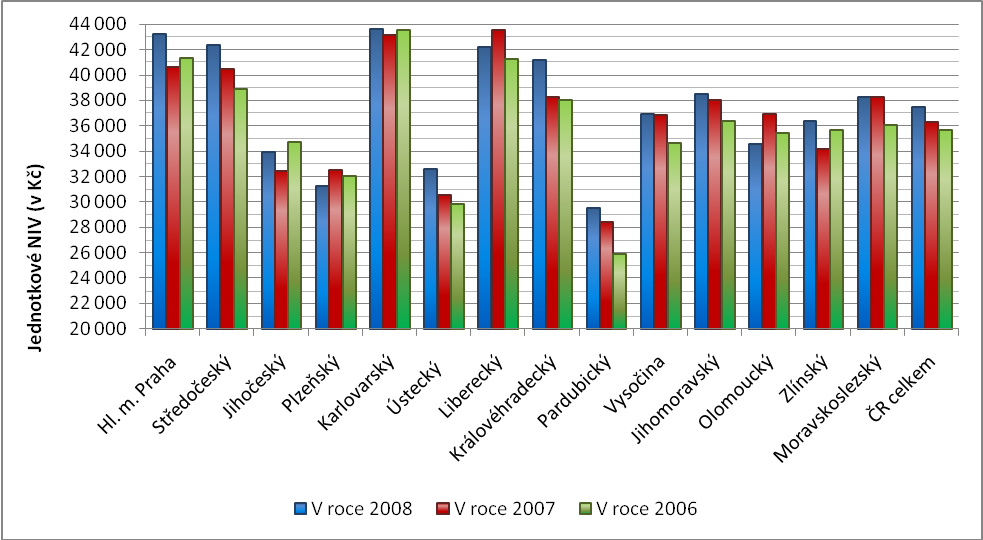 Jednotkové NIV (v Kč)
44 000
42 000
40 000
38 000
36 000
34 000
32 000
30 000
28 000
26 000
24 000
22 000
20 000
Hl. m. Praha
Středočeský
Jihočeský
Plzeňský
Karlovarský
Ústecký
Liberecký
Královéhradecký
Pardubický
Vysočina
Jihomoravský
Olomoucký
Zlínský
Moravskoslezský
ČR celkem
V roce 2008
V roce 2007
V roce 2006